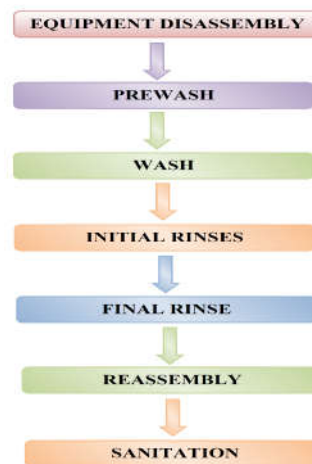 EQUIPMENT DISASSEMBLY
PREWASH
WASH
INITIAL RINSES
FINAL RINSE
REASSEMBLY
SANITATION